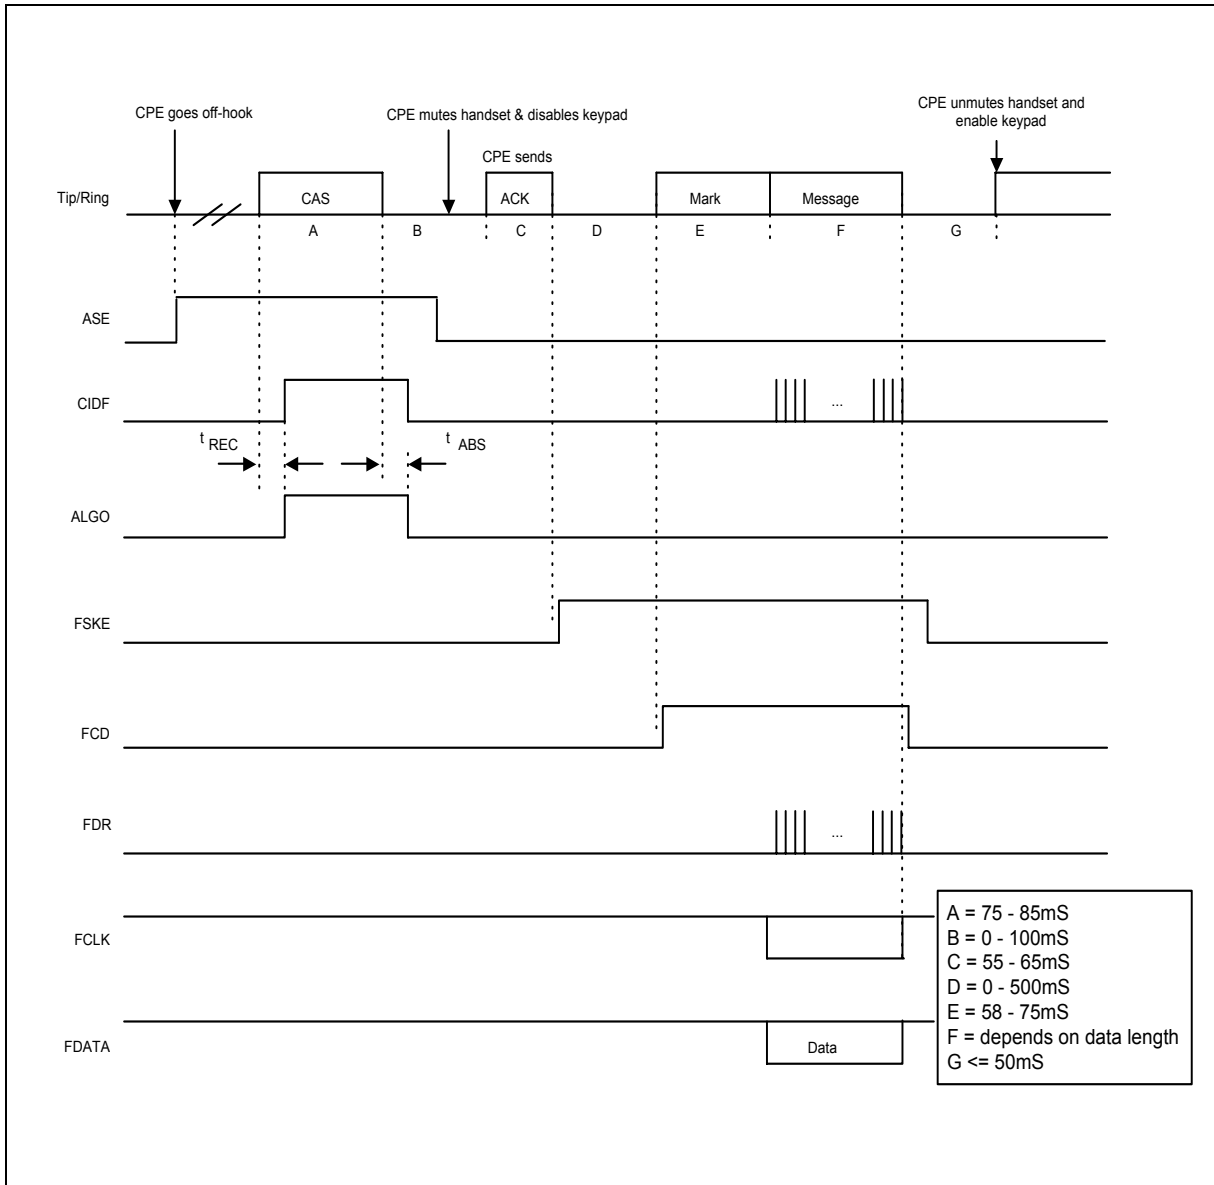 CPE goes off-hook
CPE mutes handset & disables keypad
CPE unmutes handset and
enable keypad
CPE sends
Tip/Ring
CAS
ACK
Mark
Message
A
B
C
D
E
F
G
ASE
CIDF
...
t REC
t ABS
ALGO
FSKE
FCD
FDR
...
FCLK
FDATA
Data
A = 75 - 85mS
B = 0 - 100mS
C = 55 - 65mS
D = 0 - 500mS
E = 58 - 75mS
F = depends on data length
G <= 50mS